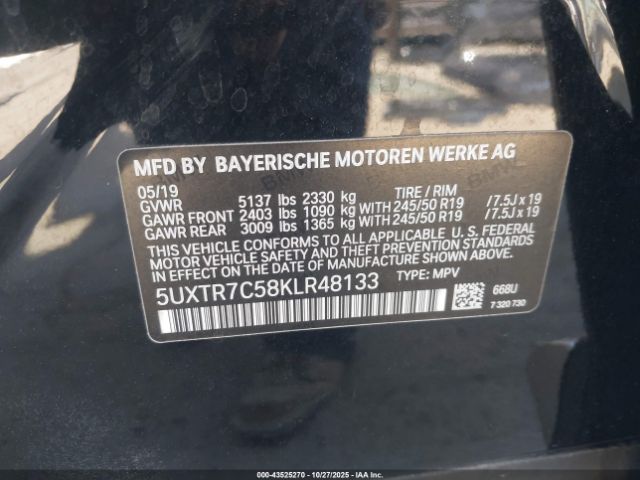 MFD BY BAYERISCHE MOTOREN WERKE AG
05/19 TIRE / RIM
GVWR 5137 lbs 2330 kg
GAWR FRONT 2403 lbs 1090 kg WITH 245/50 R19 /7.5J x 19
GAWR REAR 3009 lbs 1365 kg WITH 245/50 R19 /7.5J x 19
THIS VEHICLE CONFORMS TO ALL APPLICABLE U. S. FEDERAL
MOTOR VEHICLE SAFETY, BUMPER, AND THEFT PREVENTION
STANDARDS IN EFFECT ON THE DATE OF MANUFACTURE SHOWN ABOVE.
5UXTR7C58KLR48133 TYPE: MPV
668U
7 320 730
000-43525270 - 10/27/2025 - IAAI.COM